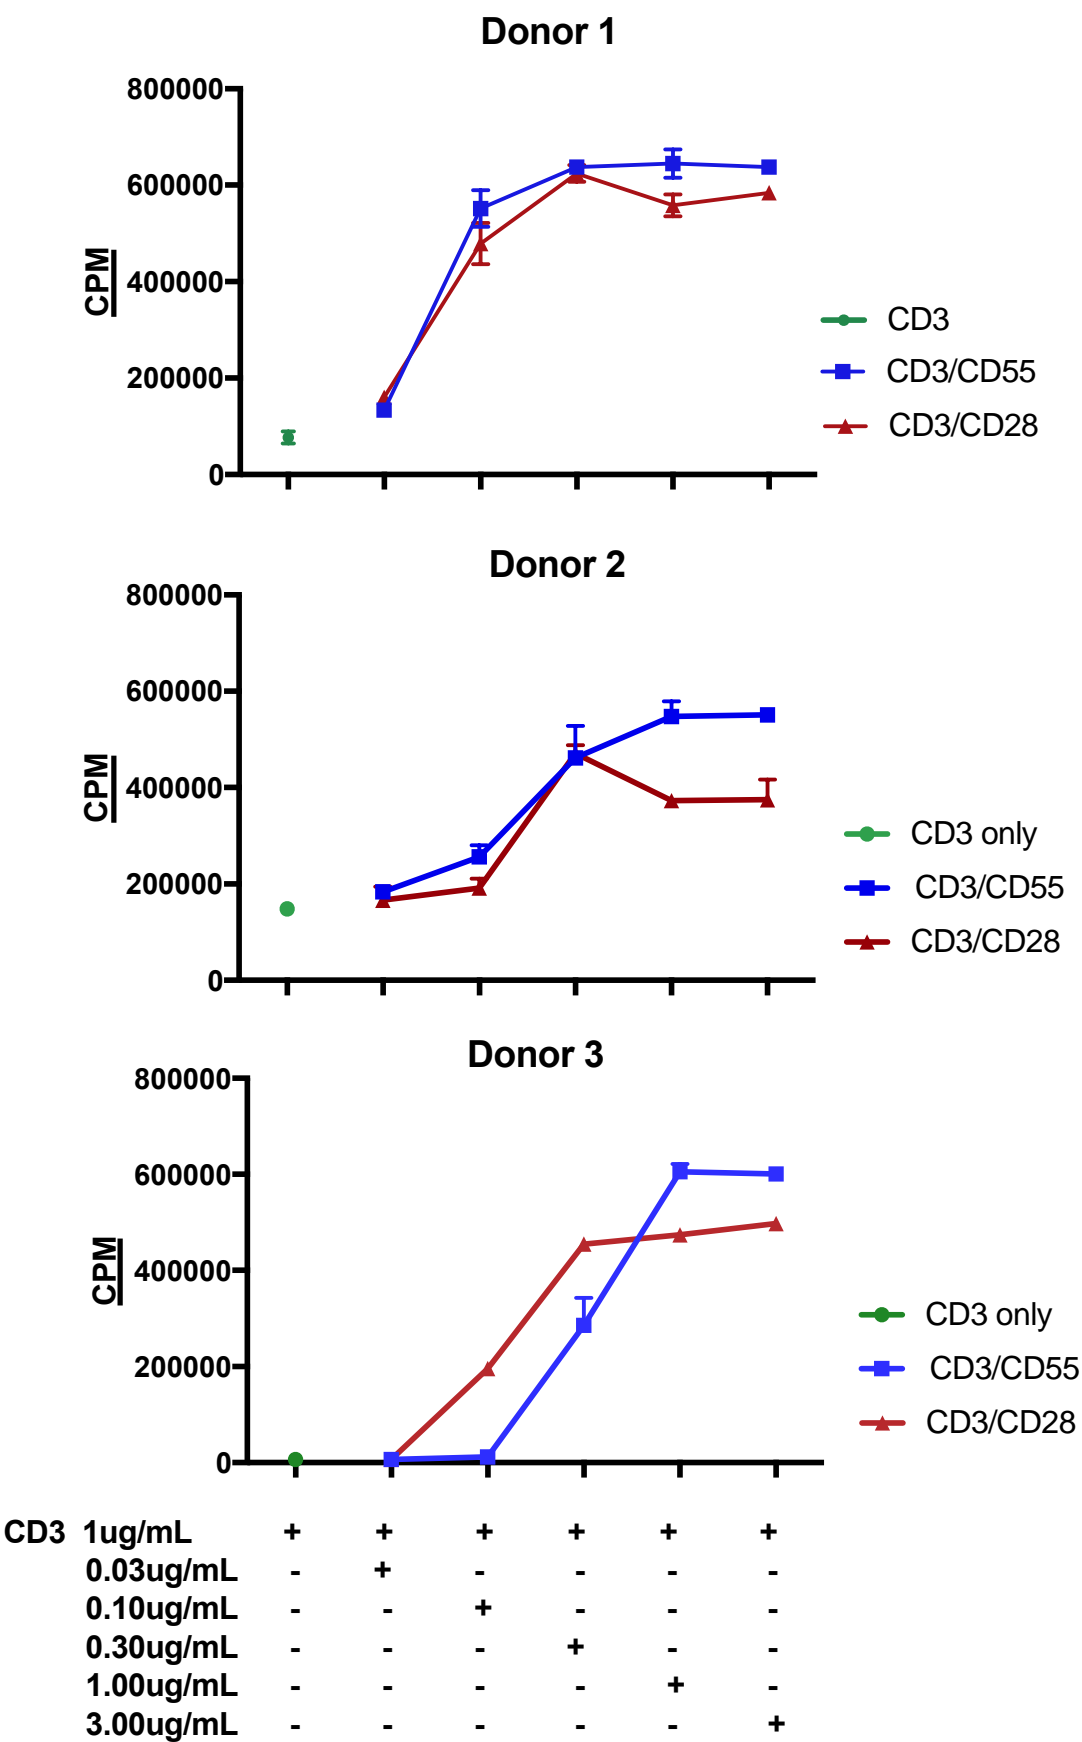 Donor 1
800000
600000
400000
200000
0
CPM
CD3
CD3/CD55
CD3/CD28
Donor 2
800000
600000
400000
200000
0
CPM
CD3 only
CD3/CD55
CD3/CD28
Donor 3
800000
600000
400000
200000
0
CPM
CD3 only
CD3/CD55
CD3/CD28
CD3 1ug/mL + + + + + +
0.03ug/mL - + - - - -
0.10ug/mL - - + - - -
0.30ug/mL - - - + - -
1.00ug/mL - - - - + -
3.00ug/mL - - - - - +